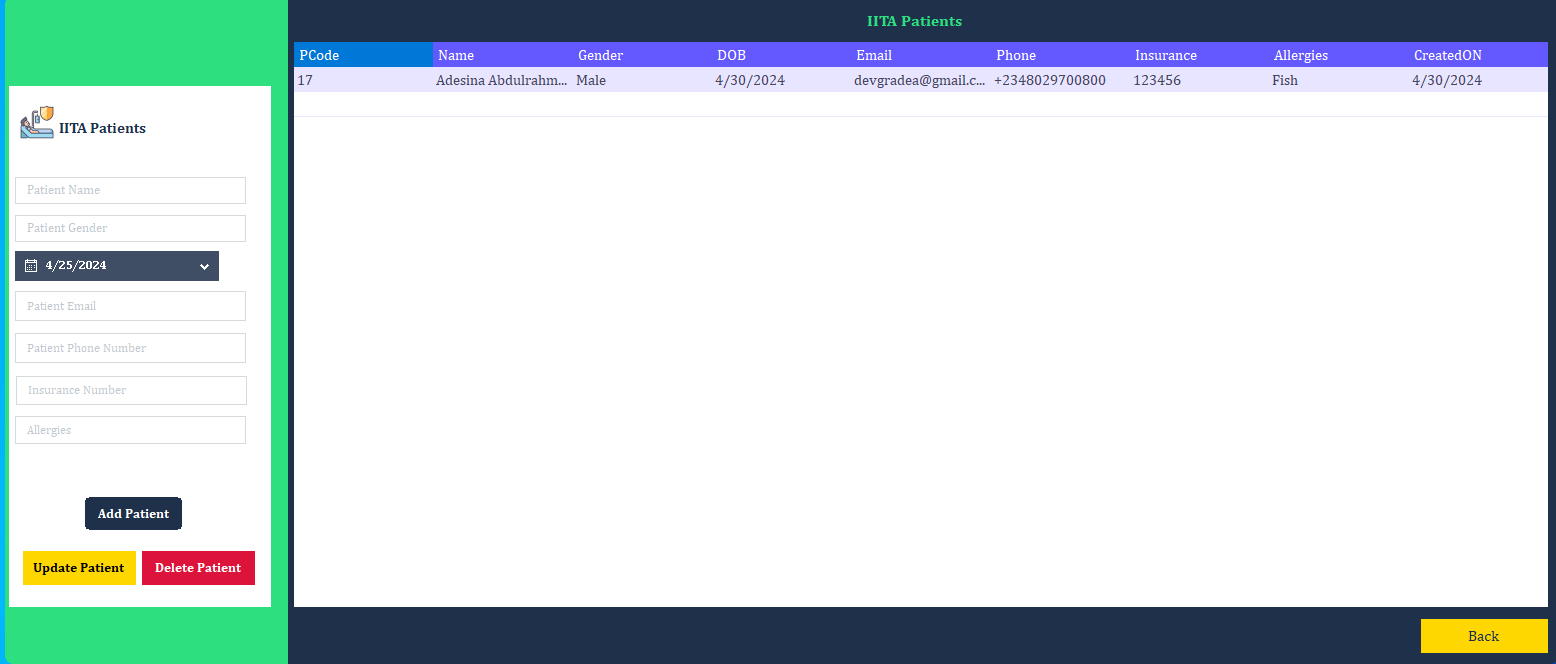 IITA Patients
PCode Name Gender DOB Email Phone Insurance Allergies CreatedON
17 Adesina Abdulrahm... Male 4/30/2024 devgradea@gmail.c... +2348029700800 123456 Fish 4/30/2024
IITA Patients
Patient Name
Patient Gender
4/25/2024
Patient Email
Patient Phone Number
Insurance Number
Allergies
Add Patient
Update Patient Delete Patient
Back